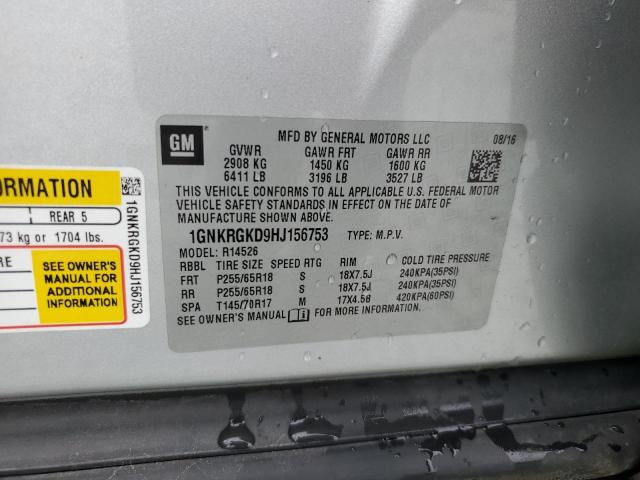 GM
MFD BY GENERAL MOTORS LLC 08/16
GVWR GAWR FRT GAWR RR
2908 KG 1450 KG 1600 KG
6411 LB 3196 LB 3527 LB
THIS VEHICLE CONFORMS TO ALL APPLICABLE U.S. FEDERAL MOTOR
VEHICLE SAFETY STANDARDS IN EFFECT ON THE DATE OF
MANUFACTURE SHOWN ABOVE.
1GNKRGKD9HJ156753 TYPE: M.P.V.
MODEL: R14526
RBBL TIRE SIZE SPEED RTG RIM COLD TIRE PRESSURE
FRT P255/65R18 S 18X7.5J 240KPA(35PSI)
RR P255/65R18 S 18X7.5J 240KPA(35PSI)
SPA T145/70R17 M 17X4.5B 420KPA(60PSI)
SEE OWNER'S MANUAL FOR MORE INFORMATION.
ORMATION
REAR 5
73 kg or 1704 lbs.
RE
SEE OWNER'S
MANUAL FOR
ADDITIONAL
INFORMATION
1GNKRGKD9HJ156753